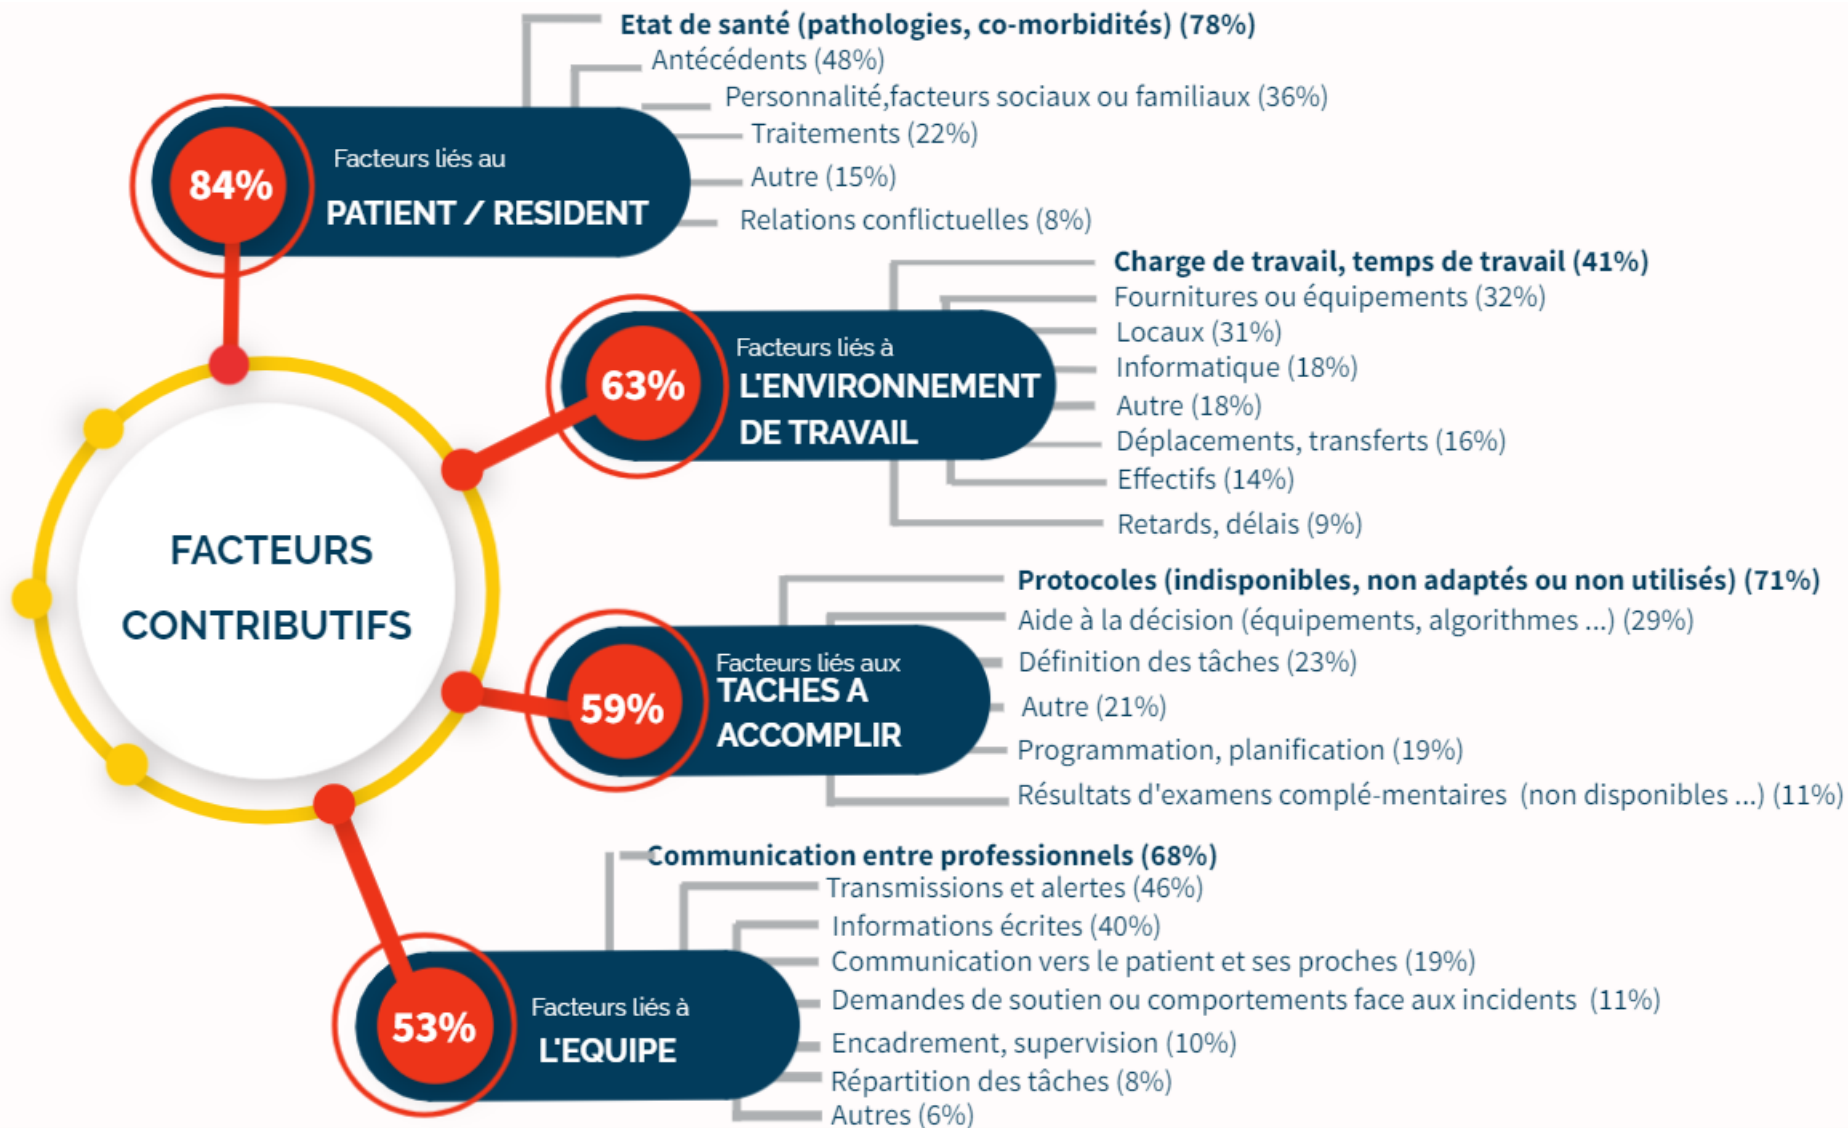 Etat de santé (pathologies, co-morbidités) (78%)
Antécédents (48%)
Personnalité,facteurs sociaux ou familiaux (36%)
Traitements (22%)
Autre (15%)
Relations conflictuelles (8%)
84%
Facteurs liés au
PATIENT / RESIDENT
Charge de travail, temps de travail (41%)
Fournitures ou équipements (32%)
Locaux (31%)
Informatique (18%)
Autre (18%)
Déplacements, transferts (16%)
Effectifs (14%)
Retards, délais (9%)
63%
Facteurs liés à
L'ENVIRONNEMENT
DE TRAVAIL
FACTEURS
CONTRIBUTIFS
Protocoles (indisponibles, non adaptés ou non utilisés) (71%)
Aide à la décision (équipements, algorithmes ...) (29%)
Définition des tâches (23%)
Autre (21%)
Programmation, planification (19%)
Résultats d'examens complé-mentaires (non disponibles ...) (11%)
59%
Facteurs liés aux
TACHES A
ACCOMPLIR
Communication entre professionnels (68%)
Transmissions et alertes (46%)
Informations écrites (40%)
Communication vers le patient et ses proches (19%)
Demandes de soutien ou comportements face aux incidents (11%)
Encadrement, supervision (10%)
Répartition des tâches (8%)
Autres (6%)
53%
Facteurs liés à
L'EQUIPE